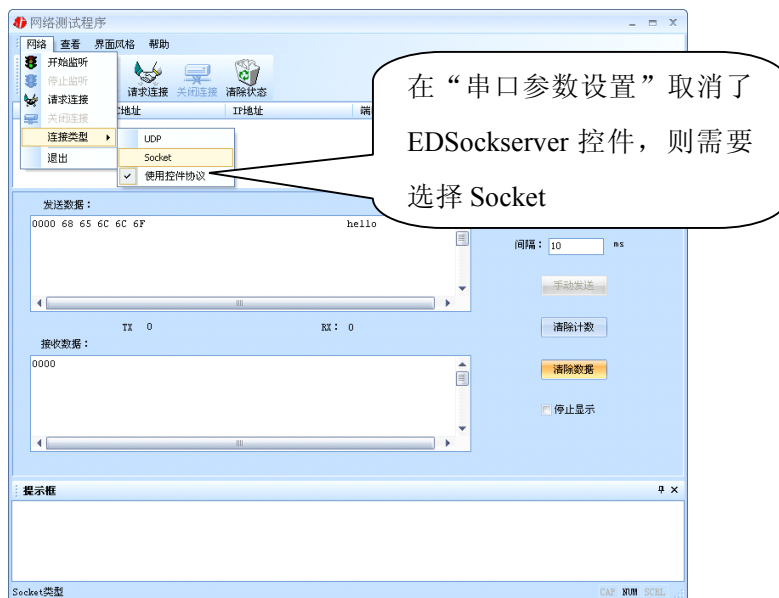 网络测试程序
网络 查看 界面风格 帮助
开始监听
停止监听
请求连接
关闭连接
连接类型
退出
UDP
Socket
使用控件协议
请求连接 关闭连接 清除状态
IP地址
在“串口参数设置”取消了
EDSockserver 控件，则需要
选择 Socket
发送数据：
0000 68 65 6C 6C 6F hello
间隔： 10 ms
手动发送
TX 0 RX： 0
清除计数
接收数据：
0000
清除数据
停止显示
提示框
Socket类型 CAP NUM SCRL